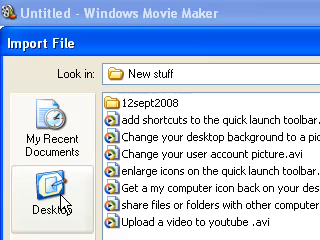 Untitled - Windows Movie Maker
Import File
Look in:
New stuff
My Recent
Documents
Desktop
12sept2008
add shortcuts to the quick launch toolbar.
Change your desktop background to a pi
Change your user account picture.avi
enlarge icons on the quick launch toolbar.
Get a my computer icon back on your des
share files or folders with other computer
Upload a video to youtube .avi